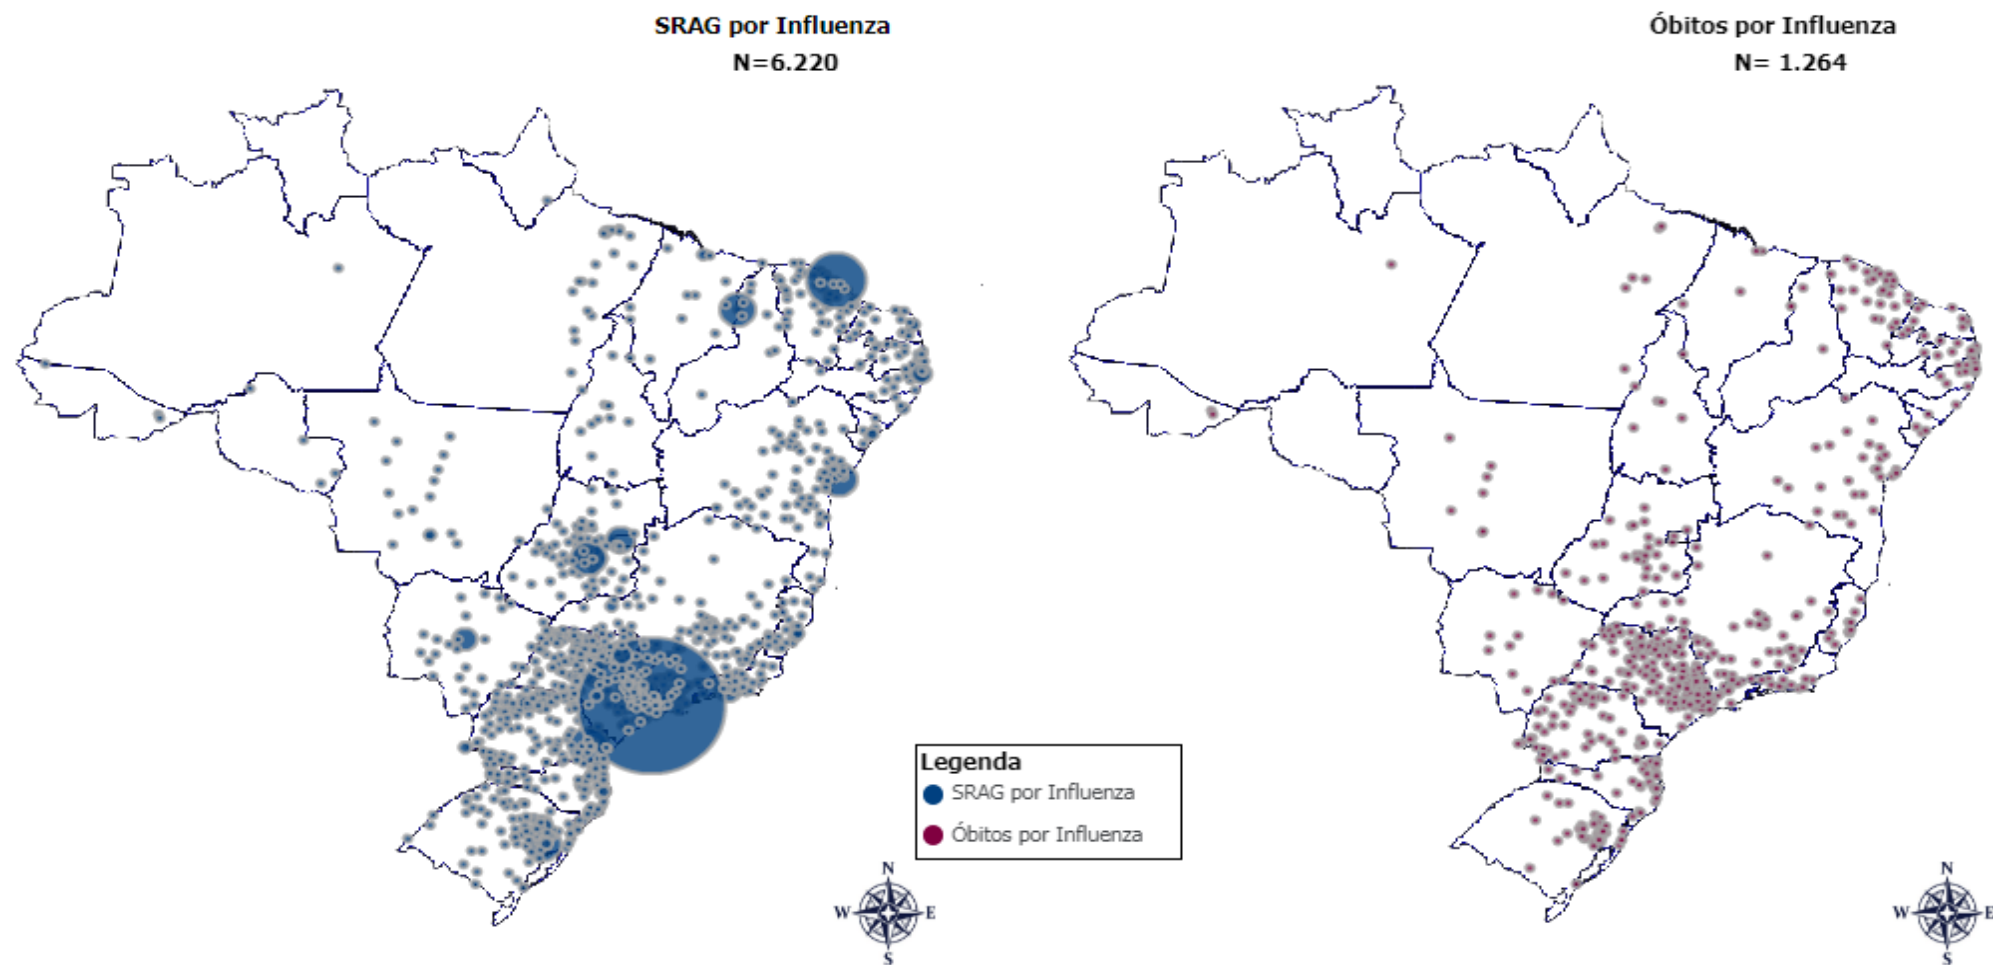 SRAG por Influenza
N=6.220
Óbitos por Influenza
N= 1.264
Legenda
SRAG por Influenza
Óbitos por Influenza
N
W
E
S
N
W
E
S